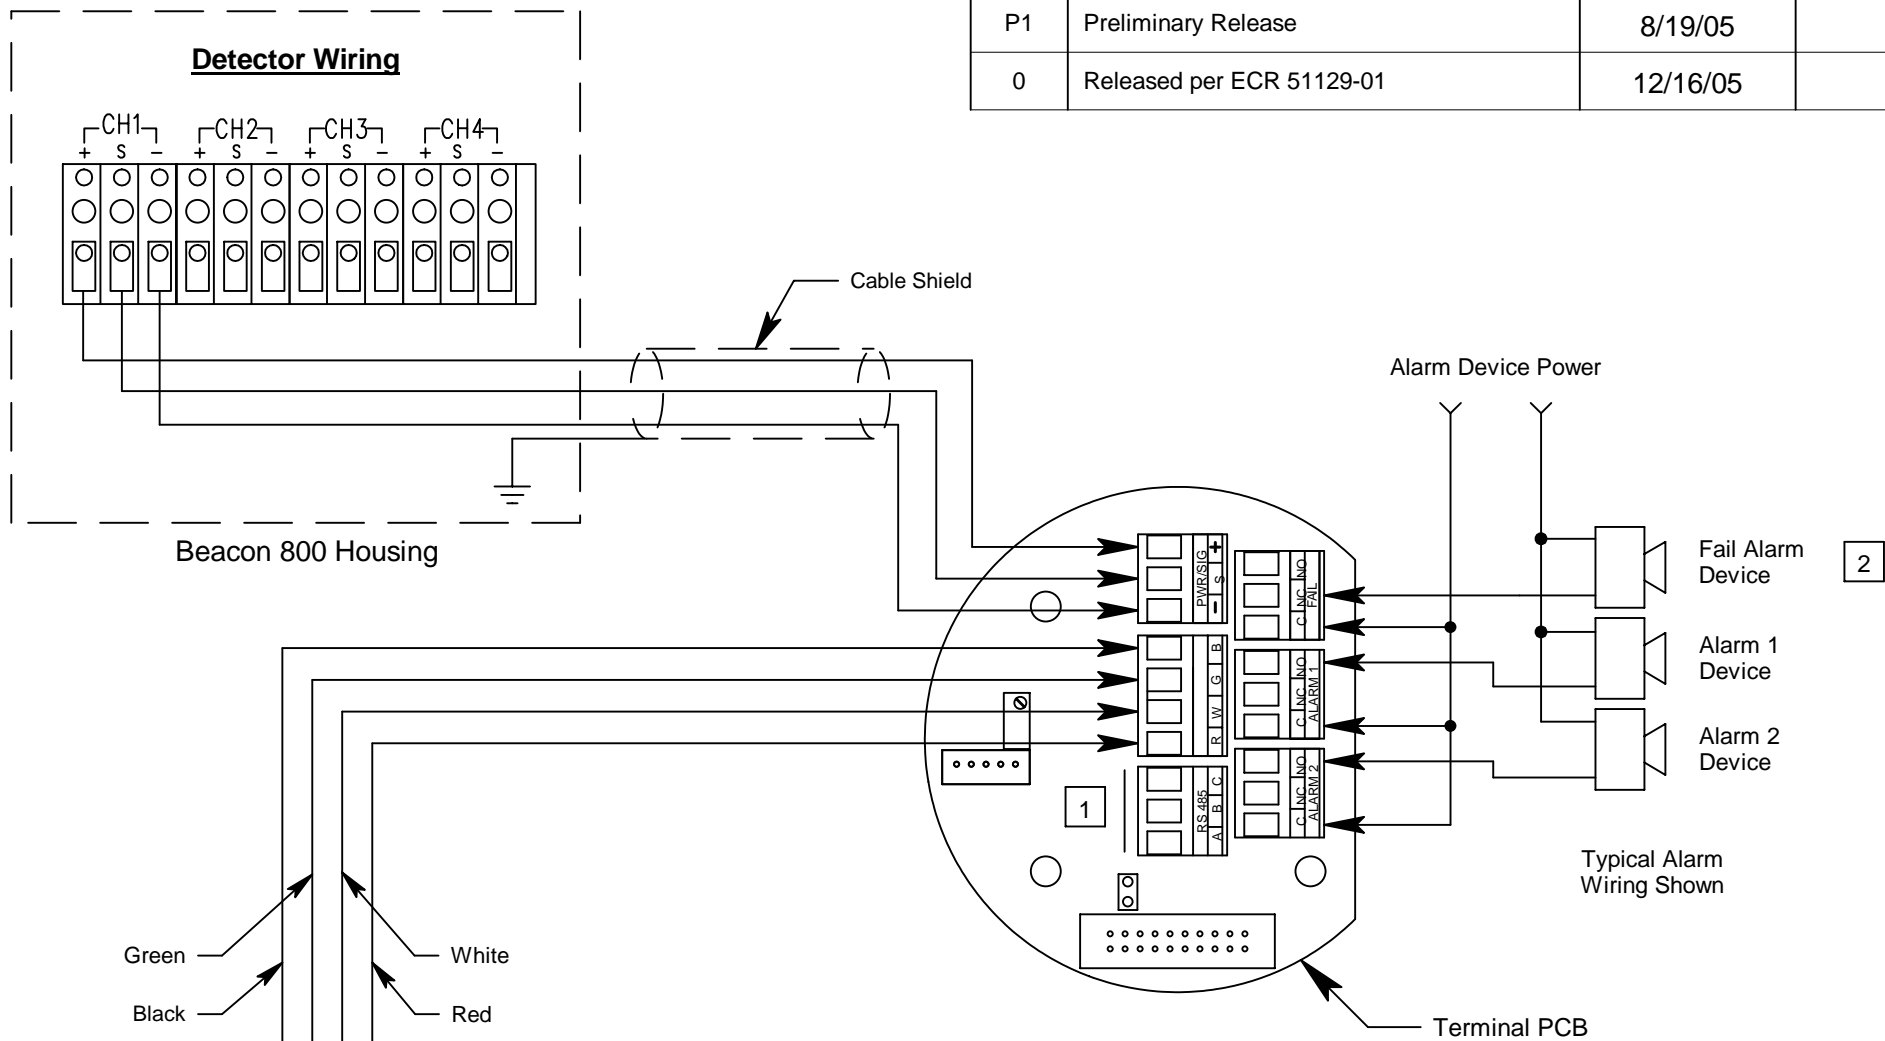 P1 Preliminary Release 8/19/05
0 Released per ECR 51129-01 12/16/05
Detector Wiring
CH1 CH2 CH3 CH4
+ S - + S - + S - + S -
Cable Shield
Beacon 800 Housing
Alarm Device Power
PWR/SIG
+ S -
B G W R
RS 485
C B A
NO NC C
FAIL
NO NC C
ALARM 1
NO NC C
ALARM 2
1
Fail Alarm
Device
2
Alarm 1
Device
Alarm 2
Device
Typical Alarm
Wiring Shown
Green
White
Black
Red
Terminal PCB